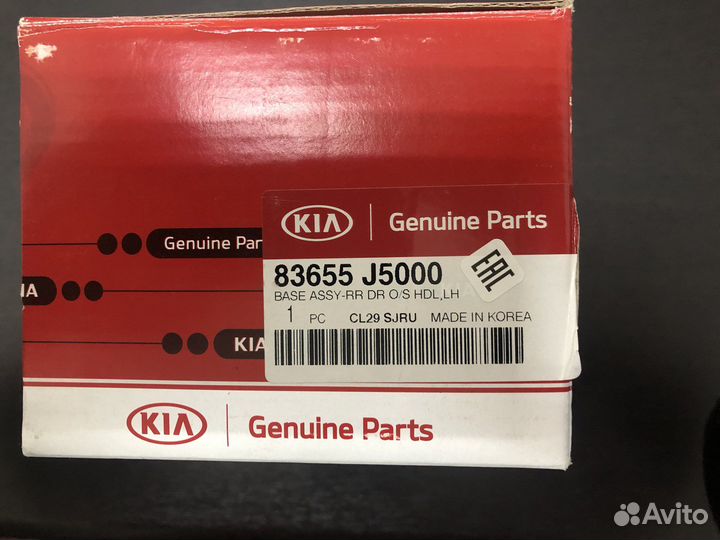 KIA Genuine Parts
Genuine Par
83655 J5000
EAC
BASE ASSY-RR DR O/S HDL,LH
IA
1 PC CL29 SJRU MADE IN KOREA
KIA
KIA Genuine Parts
Avito